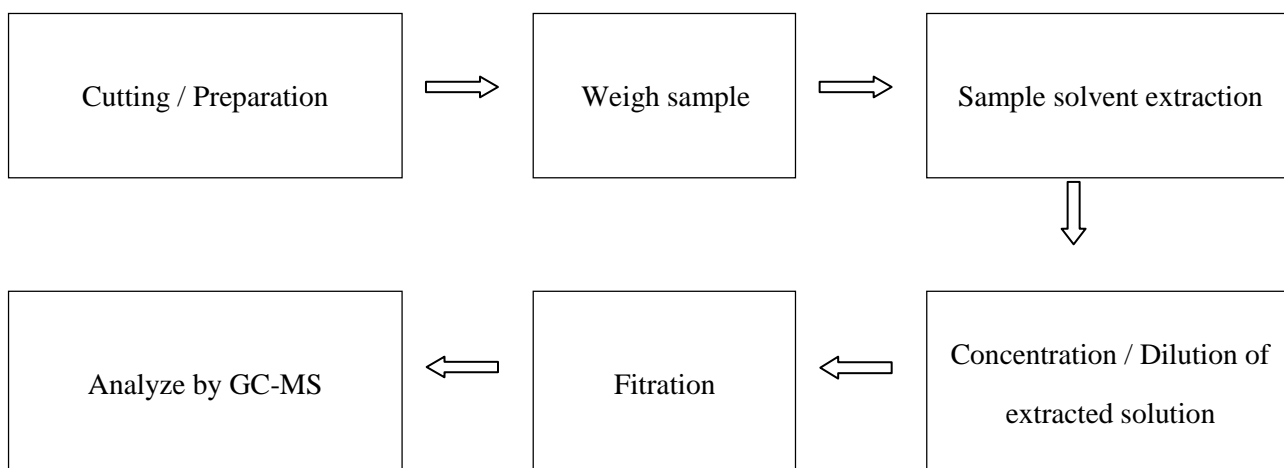 Cutting / Preparation
Weigh sample
Sample solvent extraction
Concentration / Dilution of
extracted solution
Fitration
Analyze by GC-MS